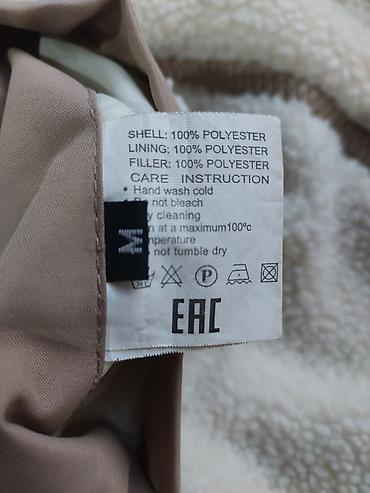 SHELL: 100% POLYESTER
LINING: 100% POLYESTER
FILLER: 100% POLYESTER
CARE INSTRUCTION
• Hand wash cold
Do not bleach
cleaning
at a maximum100°c
not tumble dry
M
P
EAC